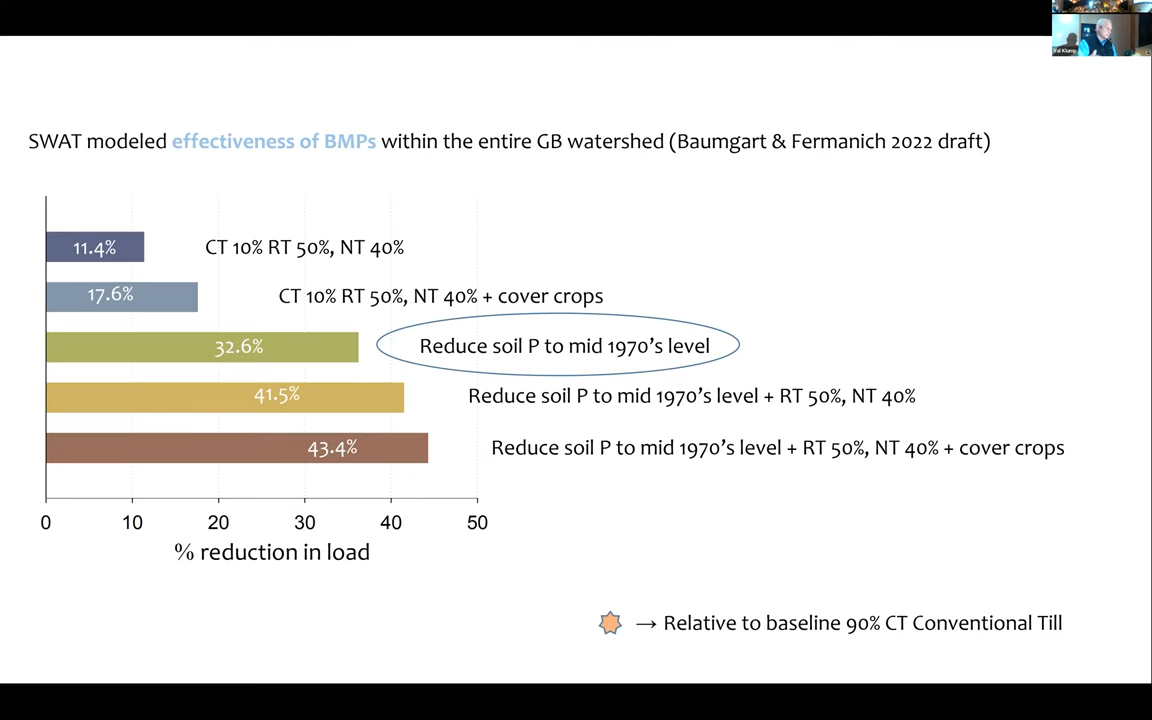 Val Klump
SWAT modeled effectiveness of BMPs within the entire GB watershed (Baumgart & Fermanich 2022 draft)
11.4% CT 10% RT 50%, NT 40%
17.6% CT 10% RT 50%, NT 40% + cover crops
32.6% Reduce soil P to mid 1970's level
41.5% Reduce soil P to mid 1970's level + RT 50%, NT 40%
43.4% Reduce soil P to mid 1970's level + RT 50%, NT 40% + cover crops
0 10 20 30 40 50
% reduction in load
→ Relative to baseline 90% CT Conventional Till